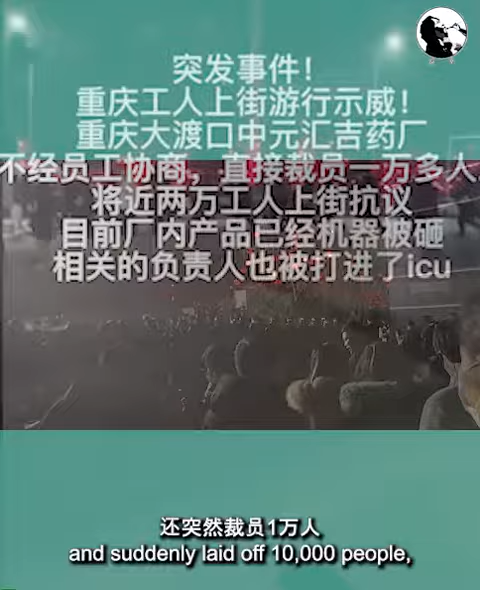 突发事件！
重庆工人上街游行示威！
重庆大渡口中元汇吉药厂
不经员工协商，直接裁员一万多人
将近两万工人上街抗议
目前厂内产品已经机器被砸
相关的负责人也被打进了icu
还突然裁员1万人
and suddenly laid off 10,000 people,